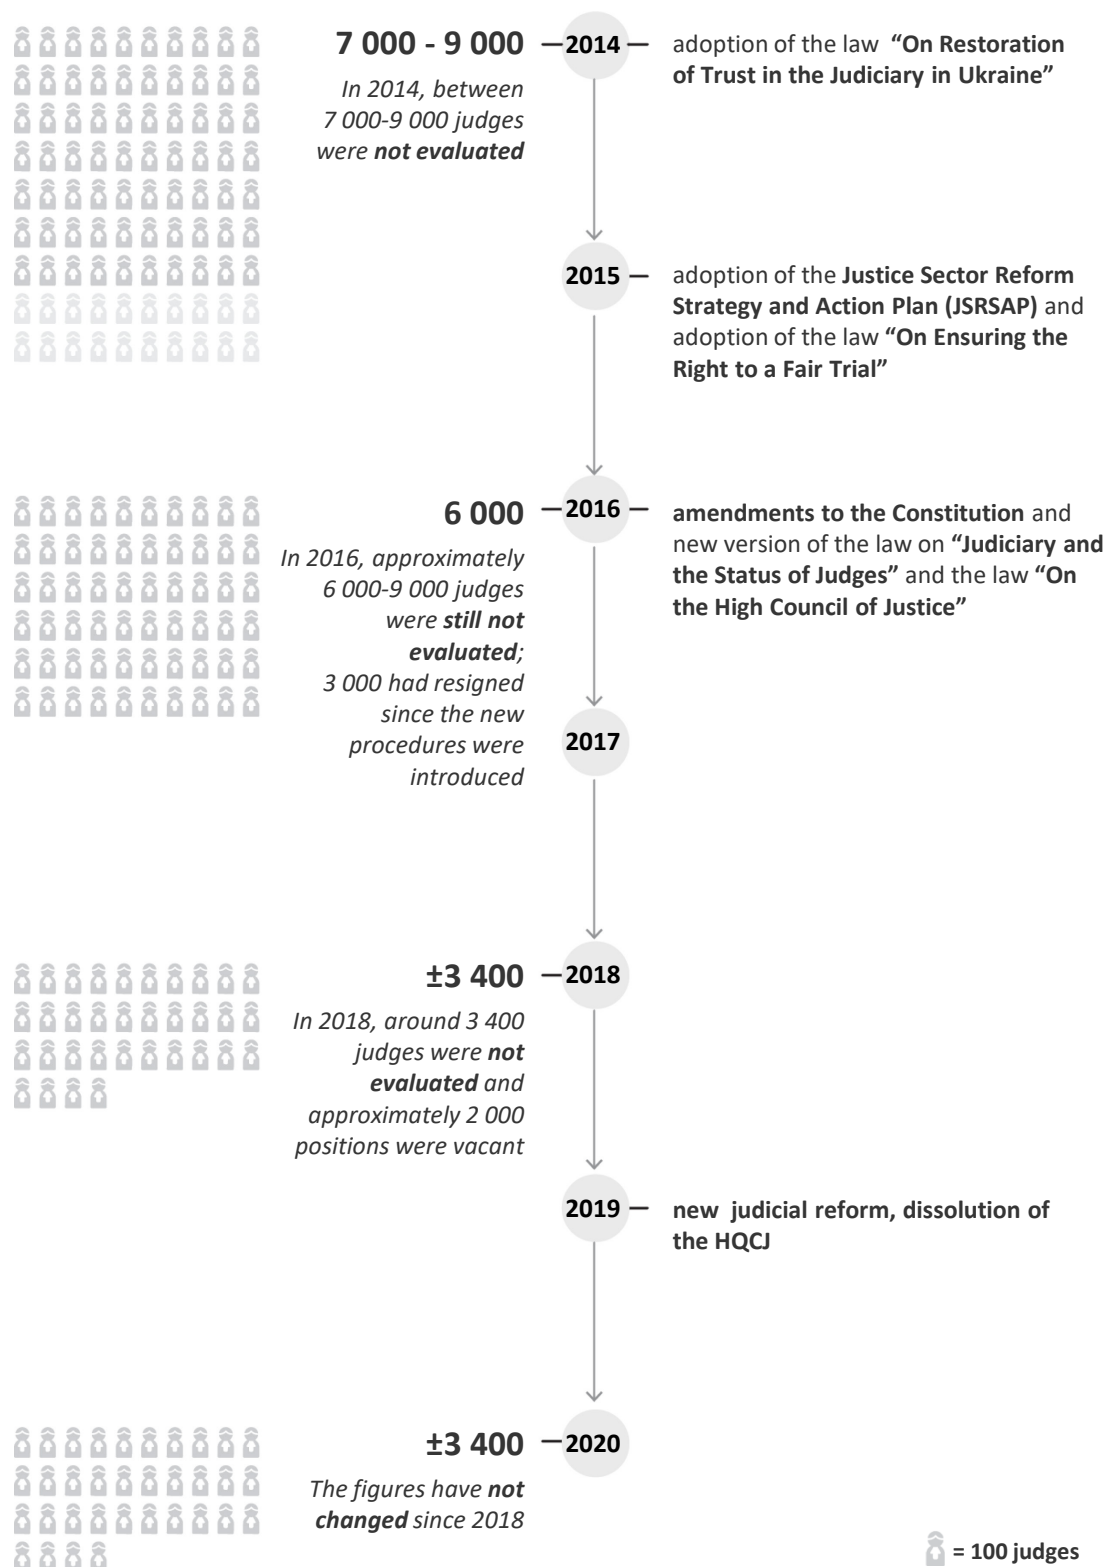 7 000 - 9 000
In 2014, between
7 000-9 000 judges
were not evaluated
2014
adoption of the law “On Restoration
of Trust in the Judiciary in Ukraine”
2015
adoption of the Justice Sector Reform
Strategy and Action Plan (JSRSAP) and
adoption of the law “On Ensuring the
Right to a Fair Trial”
6 000
In 2016, approximately
6 000-9 000 judges
were still not
evaluated;
3 000 had resigned
since the new
procedures were
introduced
2016
amendments to the Constitution and
new version of the law on “Judiciary and
the Status of Judges” and the law “On
the High Council of Justice”
2017
±3 400
In 2018, around 3 400
judges were not
evaluated and
approximately 2 000
positions were vacant
2018
2019
new judicial reform, dissolution of
the HQCJ
±3 400
The figures have not
changed since 2018
2020
= 100 judges